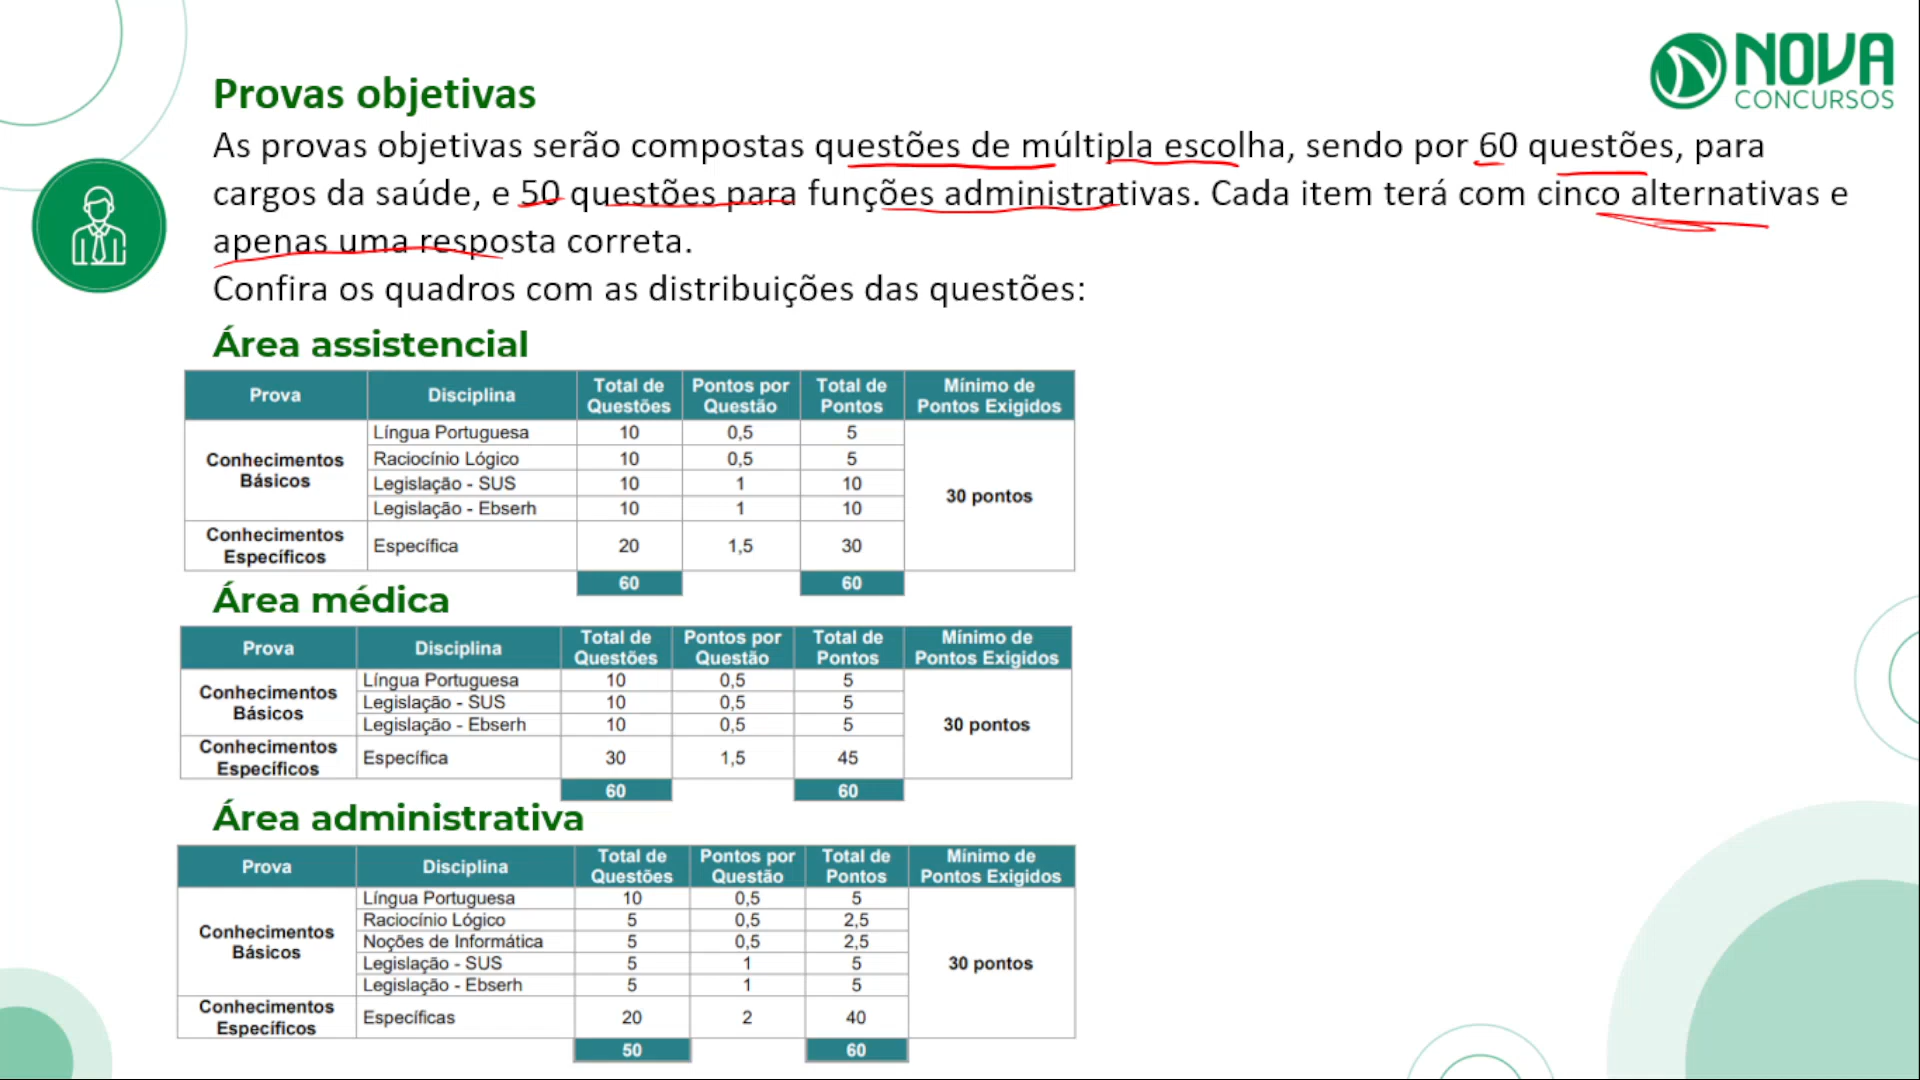 NOVA
CONCURSOS
Provas objetivas
As provas objetivas serão compostas questões de múltipla escolha, sendo por 60 questões, para
cargos da saúde, e 50 questões para funções administrativas. Cada item terá com cinco alternativas e
apenas uma resposta correta.
Confira os quadros com as distribuições das questões:
Área assistencial
Prova Disciplina Total de Questões Pontos por Questão Total de Pontos Mínimo de Pontos Exigidos
Conhecimentos Básicos Língua Portuguesa 10 0,5 5 30 pontos
Raciocínio Lógico 10 0,5 5
Legislação - SUS 10 1 10
Legislação - Ebserh 10 1 10
Conhecimentos Específicos Específica 20 1,5 30
60 60
Área médica
Prova Disciplina Total de Questões Pontos por Questão Total de Pontos Mínimo de Pontos Exigidos
Conhecimentos Básicos Língua Portuguesa 10 0,5 5 30 pontos
Legislação - SUS 10 0,5 5
Legislação - Ebserh 10 0,5 5
Conhecimentos Específicos Específica 30 1,5 45
60 60
Área administrativa
Prova Disciplina Total de Questões Pontos por Questão Total de Pontos Mínimo de Pontos Exigidos
Conhecimentos Básicos Língua Portuguesa 10 0,5 5 30 pontos
Raciocínio Lógico 5 0,5 2,5
Noções de Informática 5 0,5 2,5
Legislação - SUS 5 1 5
Legislação - Ebserh 5 1 5
Conhecimentos Específicos Específicas 20 2 40
50 60